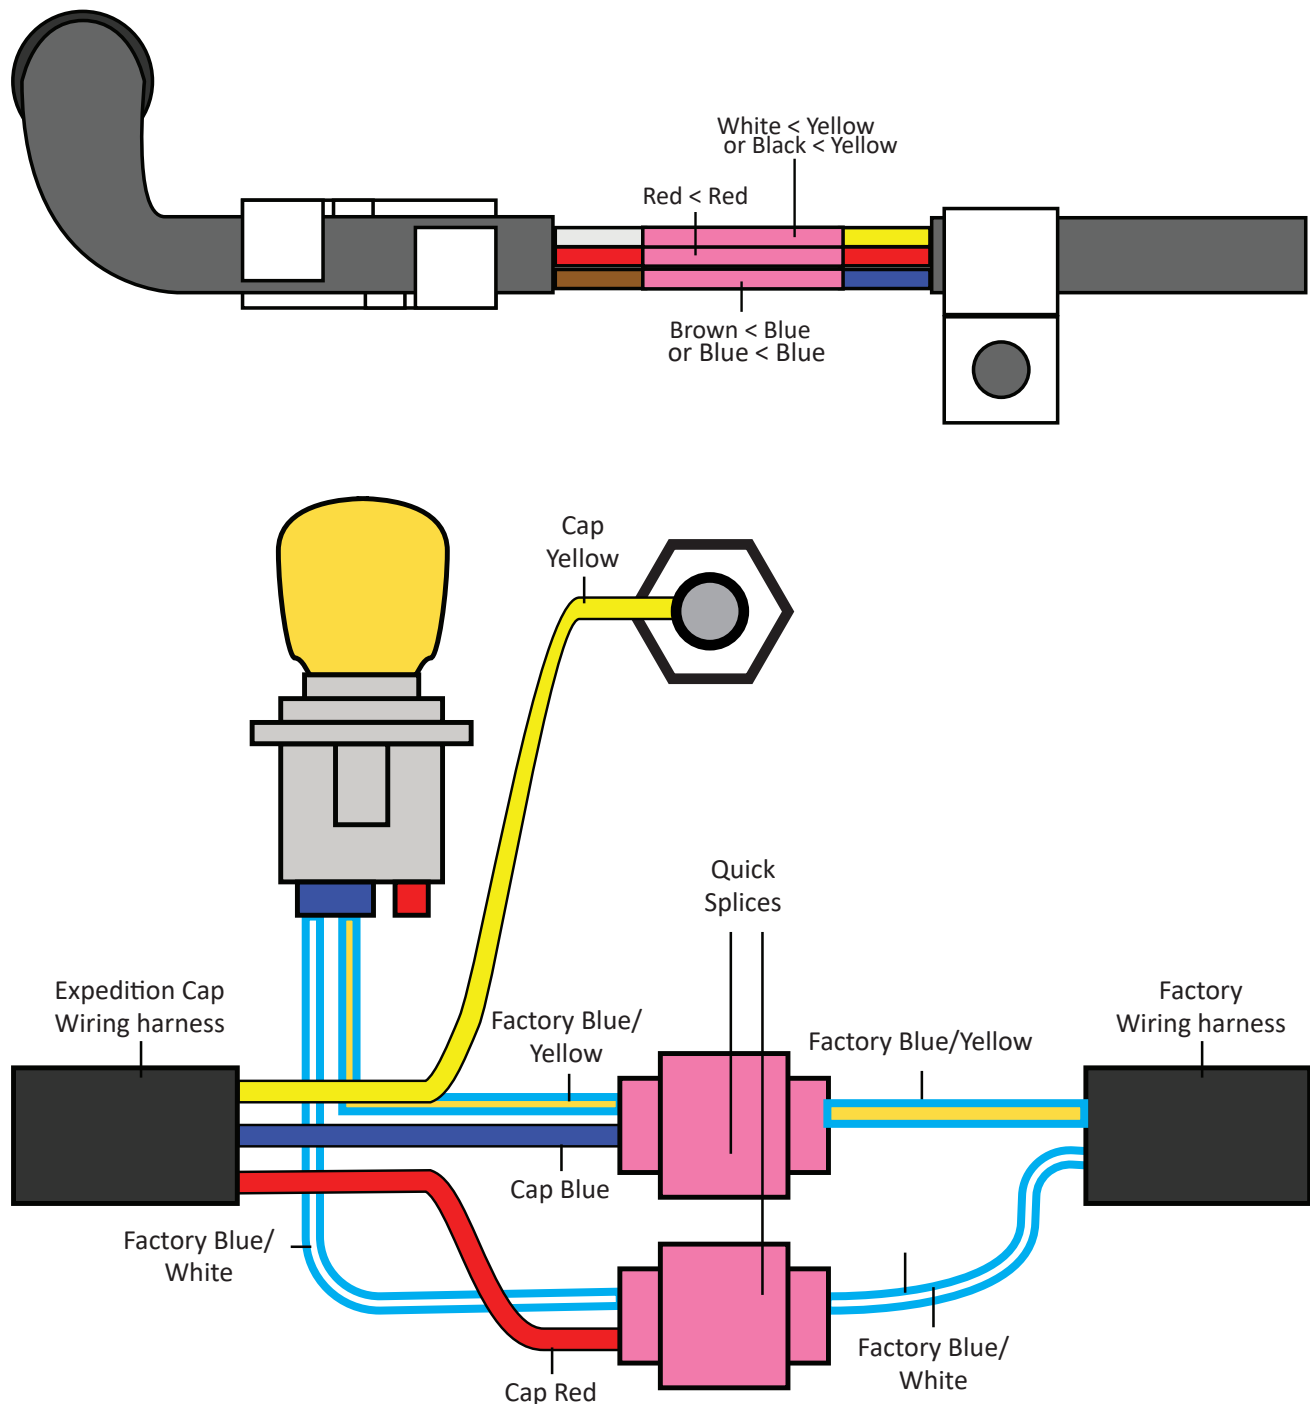 White < Yellow
or Black < Yellow
Red < Red
Brown < Blue
or Blue < Blue
Cap
Yellow
Quick
Splices
Expedition Cap
Wiring harness
Factory Blue/
Yellow
Factory Blue/Yellow
Factory
Wiring harness
Cap Blue
Factory Blue/
White
Factory Blue/
White
Cap Red